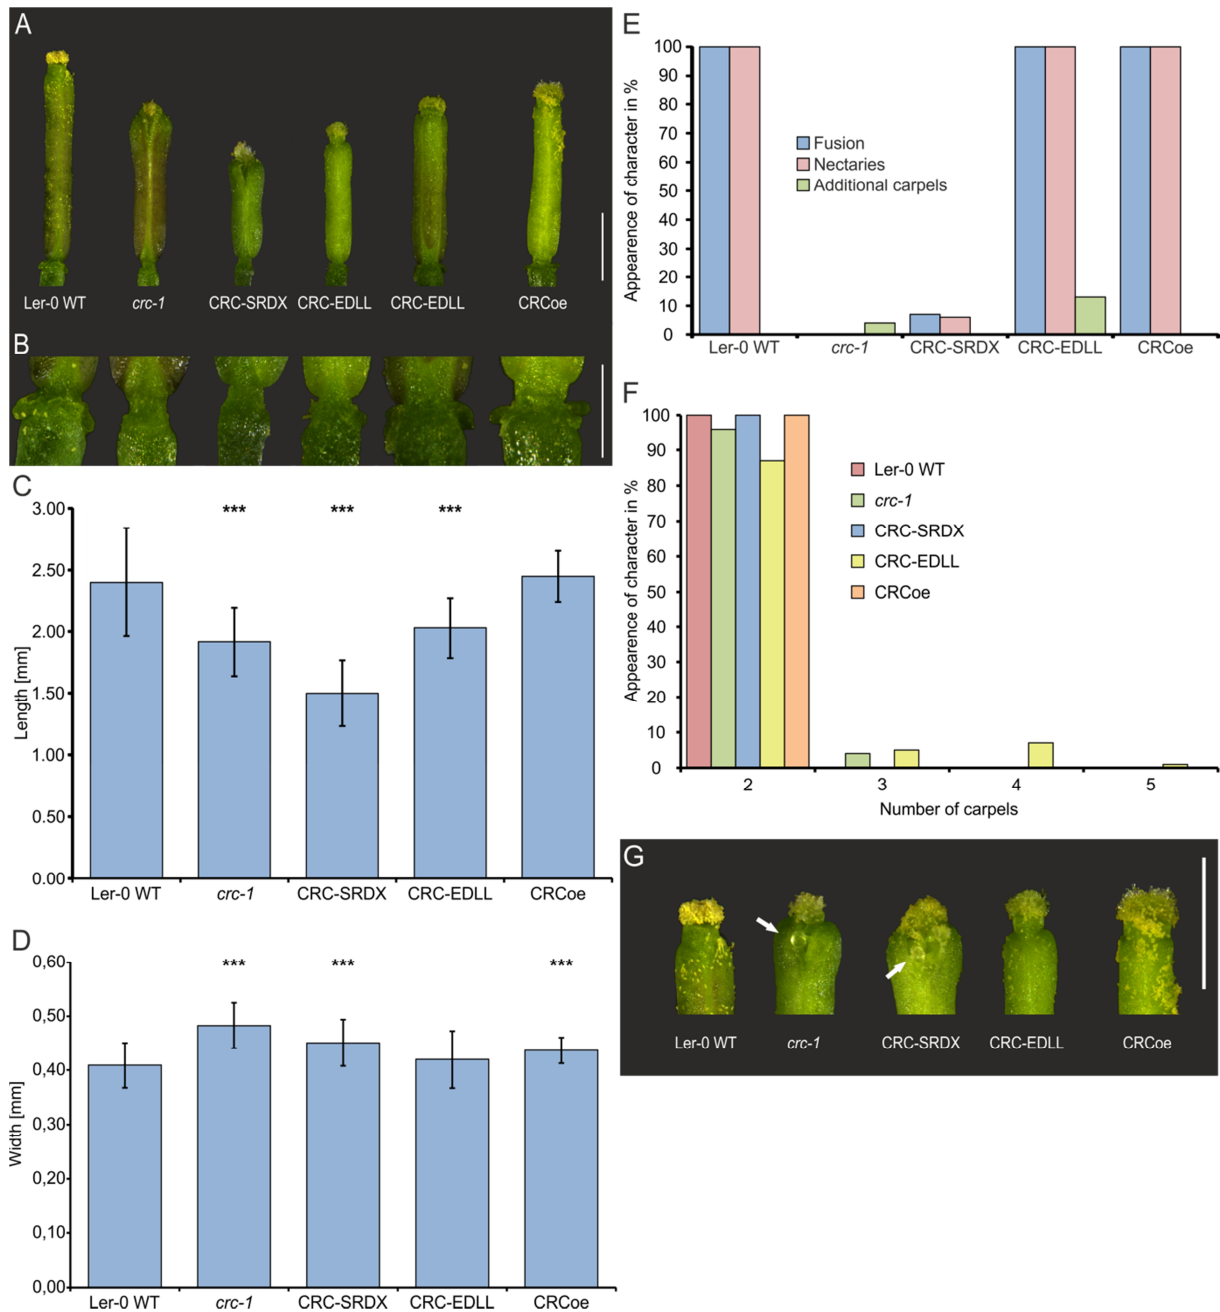 A
Ler-0 WT crc-1 CRC-SRDX CRC-EDLL CRC-EDLL CRCoe
B
C
3.00
2.50
2.00
1.50
1.00
0.50
0.00
Length [mm]
*** *** ***
Ler-0 WT crc-1 CRC-SRDX CRC-EDLL CRCoe
D
0,60
0,50
0,40
0,30
0,20
0,10
0,00
Width [mm]
*** *** ***
Ler-0 WT crc-1 CRC-SRDX CRC-EDLL CRCoe
E
100
90
80
70
60
50
40
30
20
10
0
Appearence of character in %
Fusion
Nectaries
Additional carpels
Ler-0 WT crc-1 CRC-SRDX CRC-EDLL CRCoe
F
100
90
80
70
60
50
40
30
20
10
0
Appearence of character in %
Ler-0 WT
crc-1
CRC-SRDX
CRC-EDLL
CRCoe
2 3 4 5
Number of carpels
G
Ler-0 WT crc-1 CRC-SRDX CRC-EDLL CRCoe